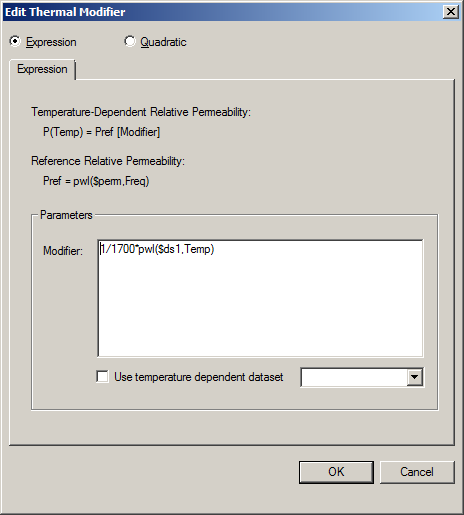 Edit Thermal Modifier
Expression Quadratic
Expression
Temperature-Dependent Relative Permeability:
P(Temp) = Pref [Modifier]
Reference Relative Permeability:
Pref = pwl($perm,Freq)
Parameters
Modifier: 1/1700*pwl($ds1,Temp)
Use temperature dependent dataset
OK Cancel